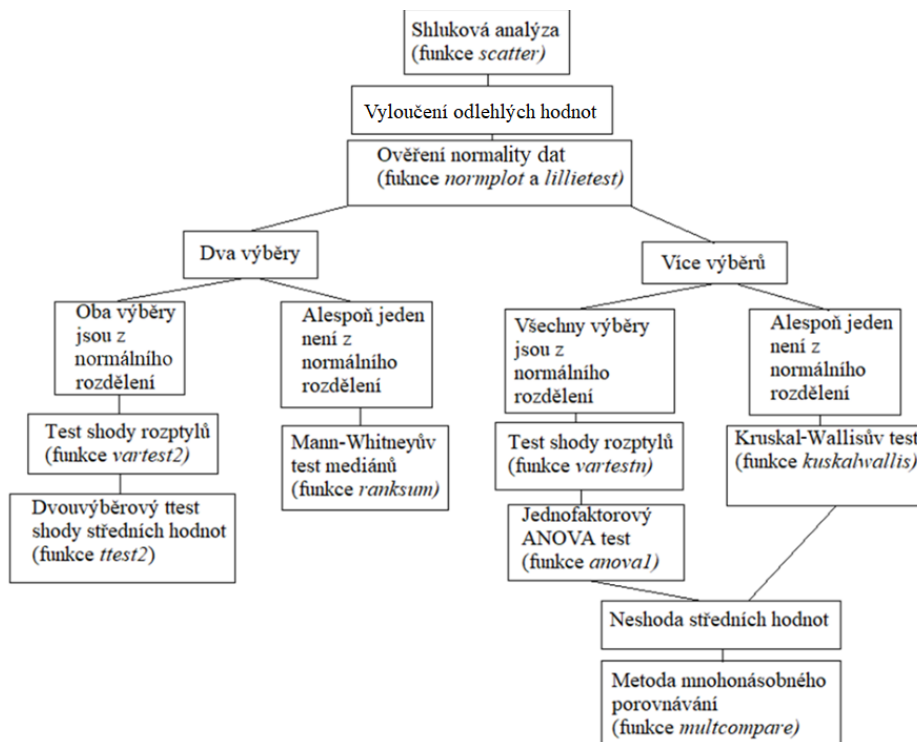 Shluková analýza
(funkce scatter)
Vyloučení odlehlých hodnot
Ověření normality dat
(fuknce normplot a lillietest)
Dva výběry
Více výběrů
Oba výběry
jsou z
normálního
rozdělení
Alespoň jeden
není z
normálního
rozdělení
Všechny výběry
jsou z
normálního
rozdělení
Alespoň jeden
není z
normálního
rozdělení
Test shody rozptylů
(funkce vartest2)
Mann-Whitneyův
test mediánů
(funkce ranksum)
Test shody rozptylů
(funkce vartestn)
Kruskal-Wallisův test
(funkce kuskalwallis)
Dvouvýběrový ttest
shody středních hodnot
(funkce ttest2)
Jednofaktorový
ANOVA test
(funkce anova1)
Neshoda středních hodnot
Metoda mnohonásobného
porovnávání
(funkce multcompare)